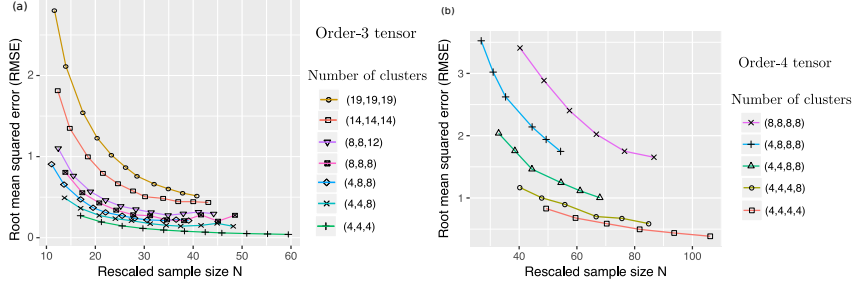 (a)
Root mean squared error (RMSE)
2
1
0
10 20 30 40 50 60
Rescaled sample size N
Order-3 tensor
Number of clusters
(19,19,19)
(14,14,14)
(8,8,12)
(8,8,8)
(4,8,8)
(4,4,8)
(4,4,4)
(b)
Root mean squared error (RMSE)
3
2
1
40 60 80 100
Rescaled sample size N
Order-4 tensor
Number of clusters
(8,8,8,8)
(4,8,8,8)
(4,4,8,8)
(4,4,4,8)
(4,4,4,4)